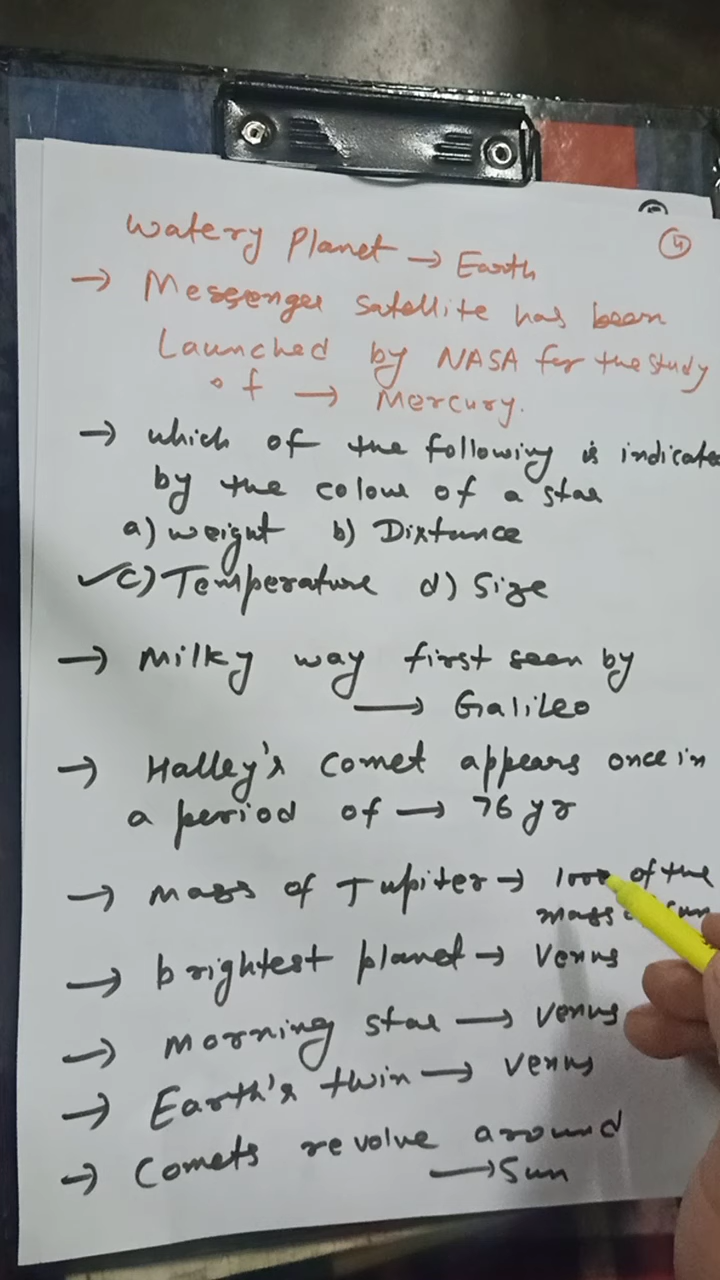 4
Watery Planet → Earth
→ Messenger satellite has been
Launched by NASA for the study
of → Mercury.
→ which of the following is indicate
by the colour of a star
a) weight b) Distance
✓c) Temperature d) Size
→ Milky way first seen by
→ Galileo
→ Halley's comet appears once in
a period of → 76 yr
→ Mass of Jupiter → of the
mass Sun
→ brightest planet → Venus
→ morning star → Venus
→ Earth's twin → Venus
→ Comets revolve around
→ Sun